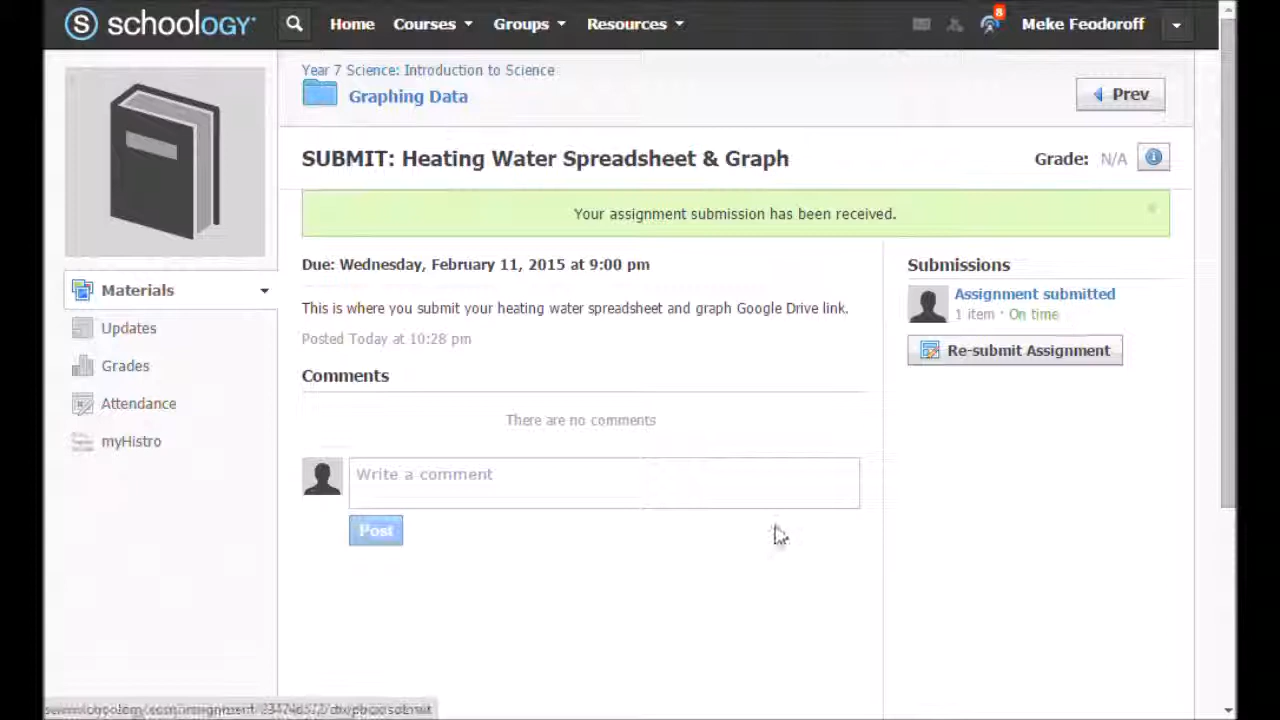 schoology
Home Courses Groups Resources
8
Meke Feodoroff
Year 7 Science: Introduction to Science
Graphing Data
Prev
SUBMIT: Heating Water Spreadsheet & Graph
Grade: N/A
Your assignment submission has been received.
Due: Wednesday, February 11, 2015 at 9:00 pm
This is where you submit your heating water spreadsheet and graph Google Drive link.
Posted Today at 10:28 pm
Comments
There are no comments
Write a comment
Post
Submissions
Assignment submitted
1 item · On time
Re-submit Assignment
Materials
Updates
Grades
Attendance
myHistro